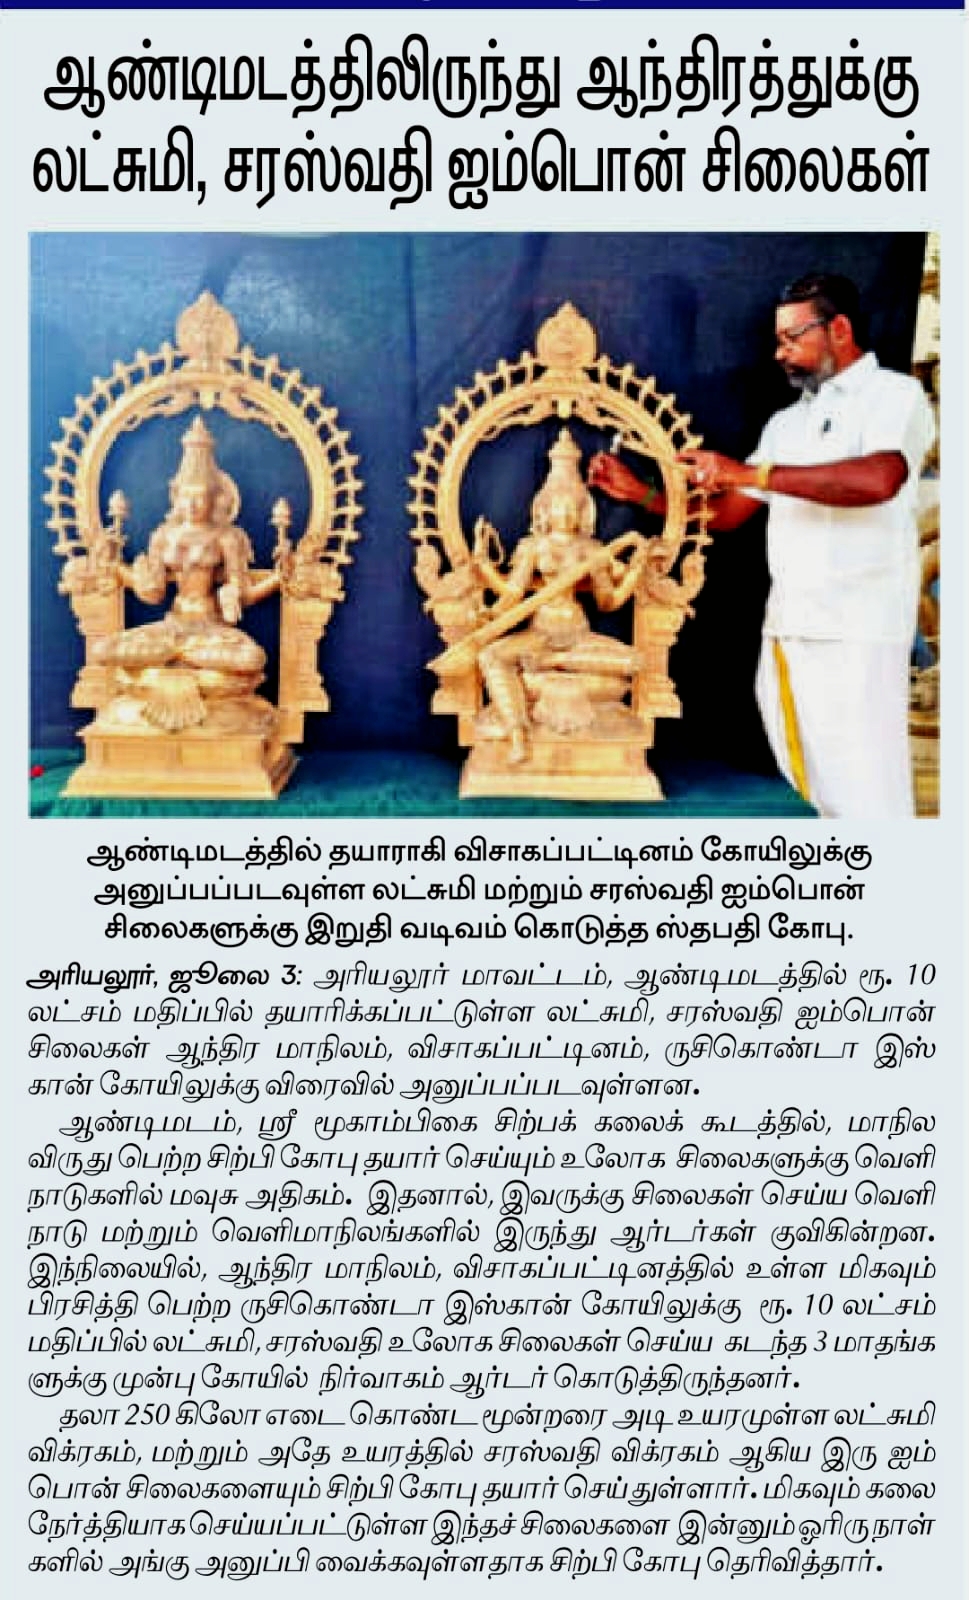 ஆண்டிமடத்திலிருந்து ஆந்திரத்துக்கு
லட்சுமி, சரஸ்வதி ஐம்பொன் சிலைகள்
ஆண்டிமடத்தில் தயாராகி விசாகப்பட்டினம் கோயிலுக்கு
அனுப்பப்படவுள்ள லட்சுமி மற்றும் சரஸ்வதி ஐம்பொன்
சிலைகளுக்கு இறுதி வடிவம் கொடுத்த ஸ்தபதி கோபு.
அரியலூர், ஜூலை 3: அரியலூர் மாவட்டம், ஆண்டிமடத்தில் ரூ. 10
லட்சம் மதிப்பில் தயாரிக்கப்பட்டுள்ள லட்சுமி, சரஸ்வதி ஐம்பொன்
சிலைகள் ஆந்திர மாநிலம், விசாகப்பட்டினம், ருசிகொண்டா இஸ்
கான் கோயிலுக்கு விரைவில் அனுப்பப்படவுள்ளன.
ஆண்டிமடம், ஸ்ரீ மூகாம்பிகை சிற்பக் கலைக் கூடத்தில், மாநில
விருது பெற்ற சிற்பி கோபு தயார் செய்யும் உலோக சிலைகளுக்கு வெளி
நாடுகளில் மவுசு அதிகம். இதனால், இவருக்கு சிலைகள் செய்ய வெளி
நாடு மற்றும் வெளிமாநிலங்களில் இருந்து ஆர்டர்கள் குவிகின்றன.
இந்நிலையில், ஆந்திர மாநிலம், விசாகப்பட்டினத்தில் உள்ள மிகவும்
பிரசித்தி பெற்ற ருசிகொண்டா இஸ்கான் கோயிலுக்கு ரூ. 10 லட்சம்
மதிப்பில் லட்சுமி, சரஸ்வதி உலோக சிலைகள் செய்ய கடந்த 3 மாதங்க
ளுக்கு முன்பு கோயில் நிர்வாகம் ஆர்டர் கொடுத்திருந்தனர்.
தலா 250 கிலோ எடை கொண்ட மூன்றரை அடி உயரமுள்ள லட்சுமி
விக்ரகம், மற்றும் அதே உயரத்தில் சரஸ்வதி விக்ரகம் ஆகிய இரு ஐம்
பொன் சிலைகளையும் சிற்பி கோபு தயார் செய்துள்ளார். மிகவும் கலை
நேர்த்தியாக செய்யப்பட்டுள்ள இந்தச் சிலைகளை இன்னும் ஓரிரு நாள்
களில் அங்கு அனுப்பி வைக்கவுள்ளதாக சிற்பி கோபு தெரிவித்தார்.